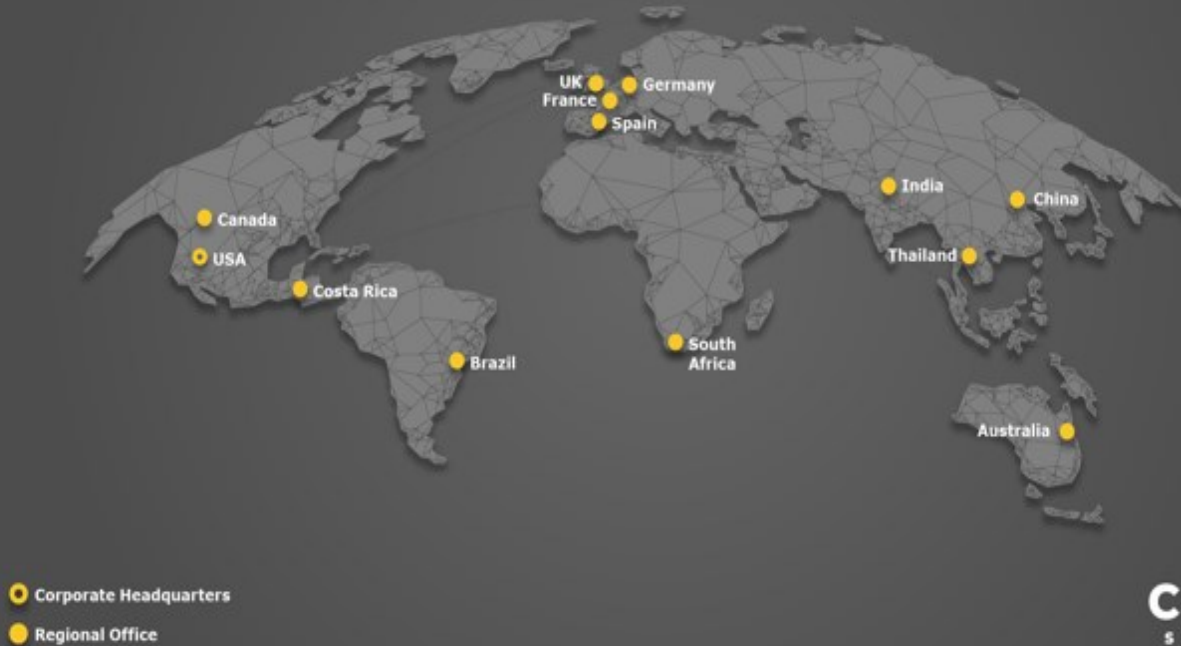 UK
Germany
France
Spain
India
China
Canada
Thailand
USA
Costa Rica
South
Africa
Brazil
Australia
Corporate Headquarters
Regional Office
C
s